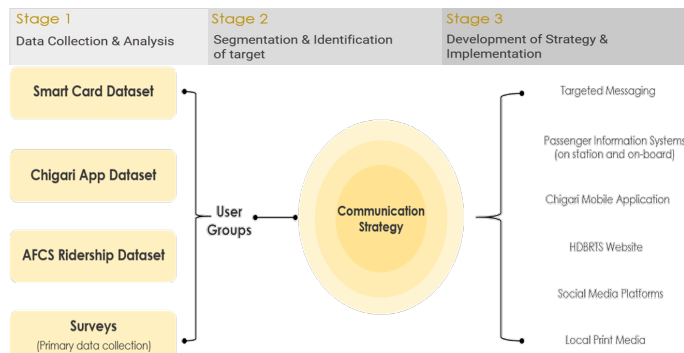 Stage 1
Data Collection & Analysis
Stage 2
Segmentation & Identification
of target
Stage 3
Development of Strategy &
Implementation
Smart Card Dataset
Chigari App Dataset
AFCS Ridership Dataset
Surveys
(Primary data collection)
User
Groups
Communication
Strategy
Targeted Messaging
Passenger Information Systems
(on station and on-board)
Chigari Mobile Application
HDBRTS Website
Social Media Platforms
Local Print Media